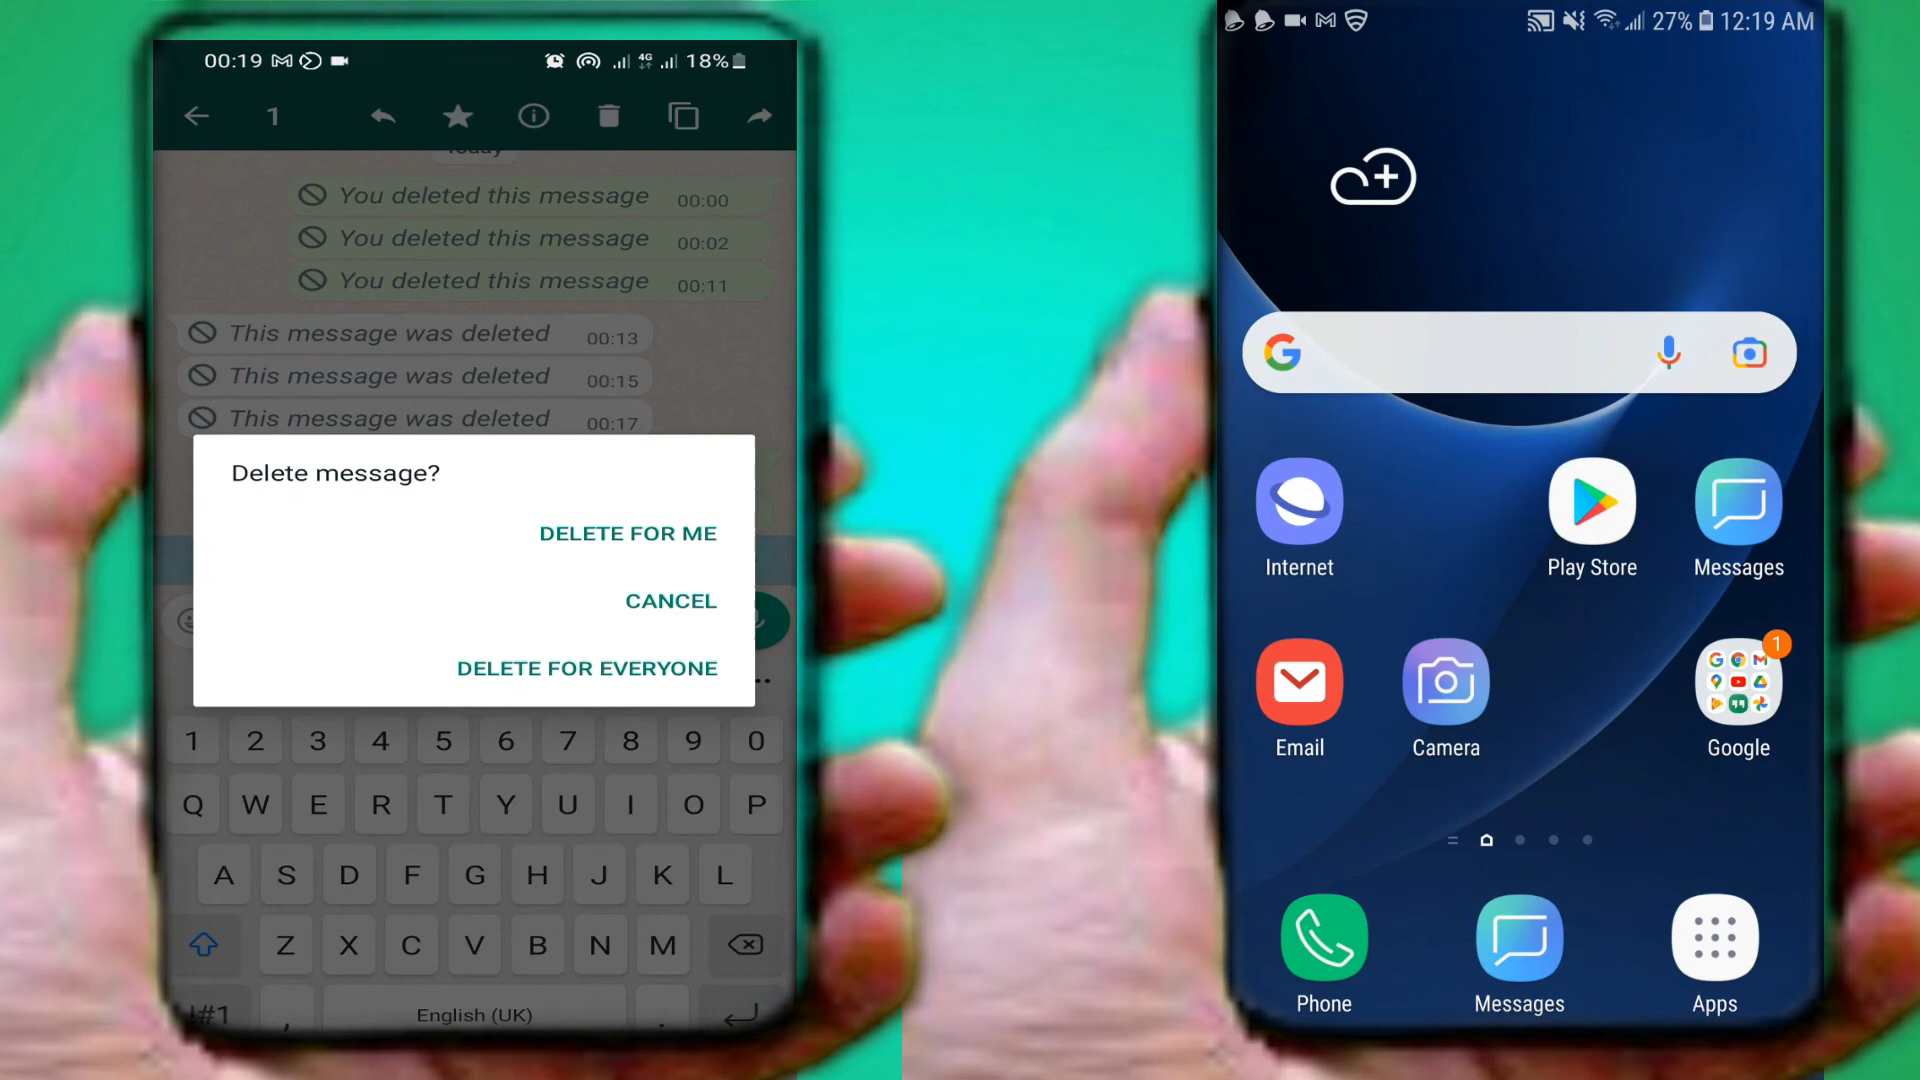 00:19 4G 18%
1
Today
You deleted this message 00:00
You deleted this message 00:02
You deleted this message 00:11
This message was deleted 00:13
This message was deleted 00:15
This message was deleted 00:17
Delete message?
DELETE FOR ME
CANCEL
DELETE FOR EVERYONE
1 2 3 4 5 6 7 8 9 0
Q W E R T Y U I O P
A S D F G H J K L
Z X C V B N M
!#1 , English (UK) .
27% 12:19 AM
Internet Play Store Messages
1
Email Camera Google
Phone Messages Apps